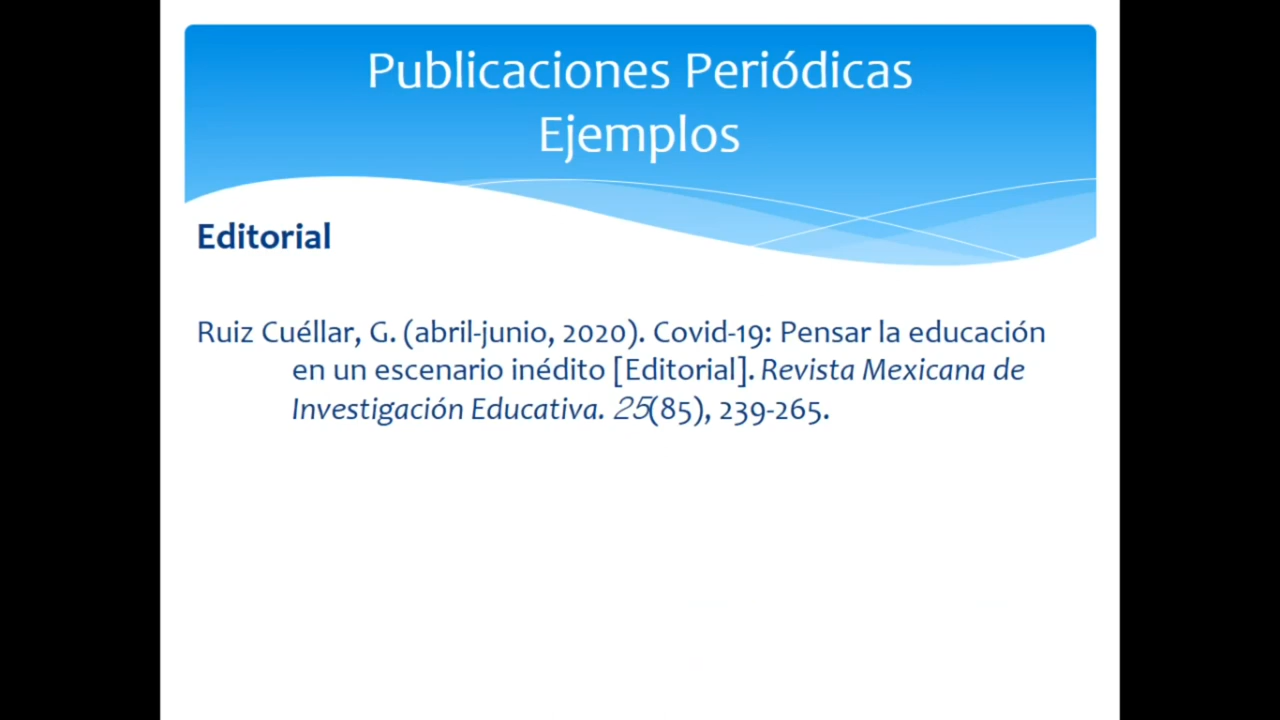 Publicaciones Periódicas
Ejemplos
Editorial
Ruiz Cuéllar, G. (abril-junio, 2020). Covid-19: Pensar la educación
en un escenario inédito [Editorial]. Revista Mexicana de
Investigación Educativa. 25(85), 239-265.